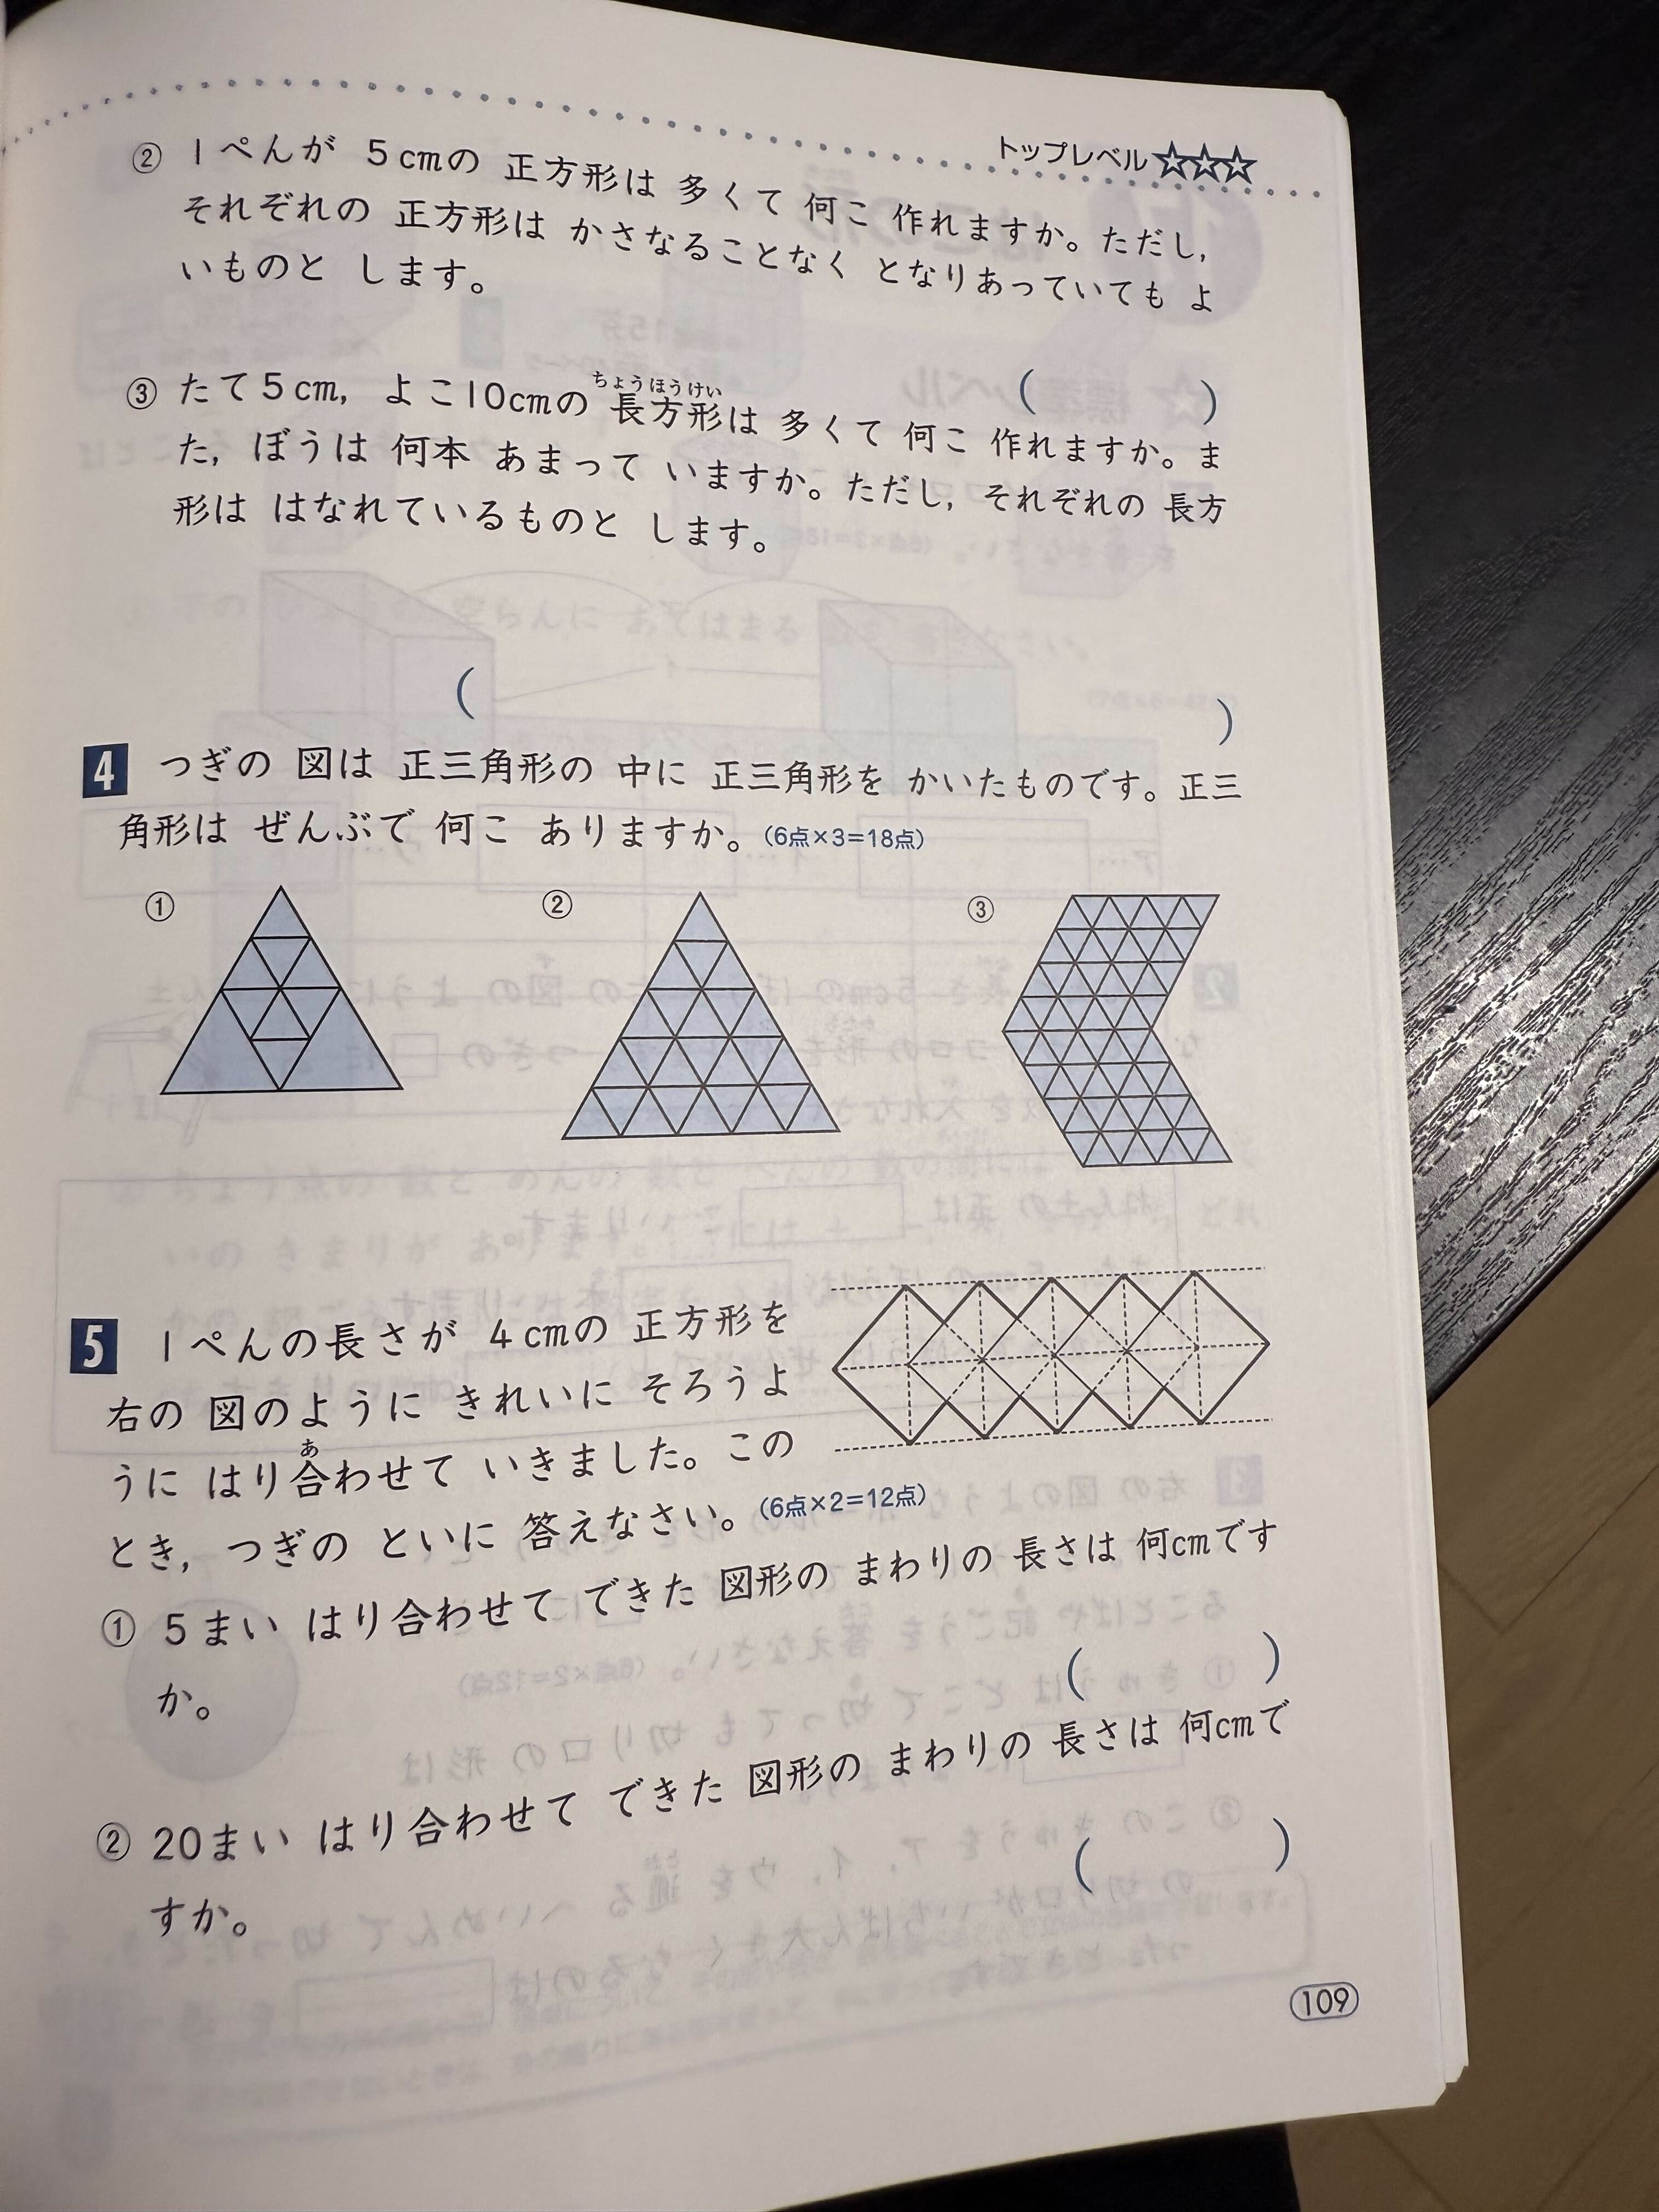 トップレベル☆☆☆
② 1ぺんが 5cmの 正方形は 多くて 何こ 作れますか。ただし,
それぞれの 正方形は かさなることなく となりあっていても よ
いものと します。
( )
③ たて5cm, よこ10cmの 長方形は 多くて 何こ 作れますか。ま
ちょうほうけい
た, ぼうは 何本 あまって いますか。ただし, それぞれの 長方
形は はなれているものと します。
( )
4 つぎの 図は 正三角形の 中に 正三角形を かいたものです。正三
角形は ぜんぶで 何こ ありますか。(6点×3=18点)
① ② ③
5 1ぺんの長さが 4cmの 正方形を
右の 図のように きれいに そろうよ
うに はり合わせて いきました。この
あ
とき, つぎの といに 答えなさい。(6点×2=12点)
① 5まい はり合わせて できた 図形の まわりの 長さは 何cmです
か。
( )
② 20まい はり合わせて できた 図形の まわりの 長さは 何cmで
すか。
( )
109